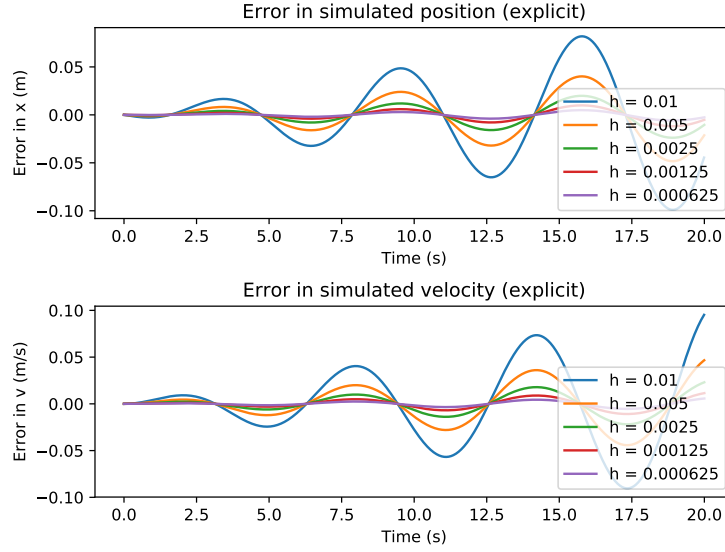 Error in simulated position (explicit)
Error in x (m)
0.05
0.00
−0.05
−0.10
h = 0.01
h = 0.005
h = 0.0025
h = 0.00125
h = 0.000625
0.0 2.5 5.0 7.5 10.0 12.5 15.0 17.5 20.0
Time (s)
Error in simulated velocity (explicit)
Error in v (m/s)
0.10
0.05
0.00
−0.05
−0.10
h = 0.01
h = 0.005
h = 0.0025
h = 0.00125
h = 0.000625
0.0 2.5 5.0 7.5 10.0 12.5 15.0 17.5 20.0
Time (s)